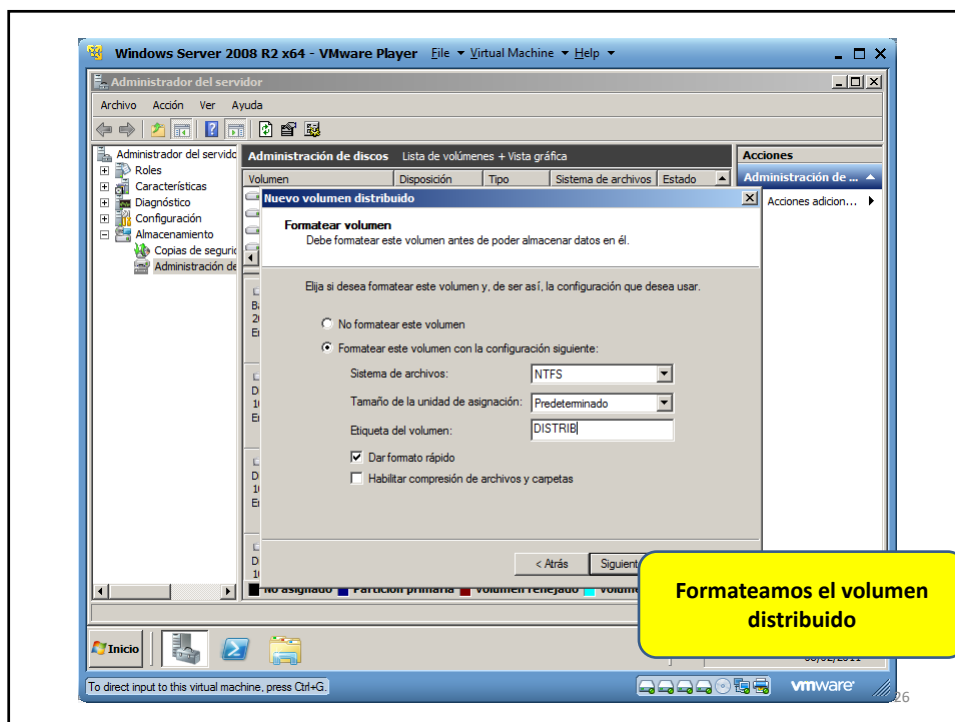 Windows Server 2008 R2 x64 - VMware Player File Virtual Machine Help
Administrador del servidor
Archivo Acción Ver Ayuda
Administrador del servidc
Roles
Características
Diagnóstico
Configuración
Almacenamiento
Copias de seguric
Administración de
Administración de discos Lista de volúmenes + Vista gráfica
Volumen Disposición Tipo Sistema de archivos Estado
Acciones
Administración de ...
Acciones adicion...
Nuevo volumen distribuido
Formatear volumen
Debe formatear este volumen antes de poder almacenar datos en él.
Elija si desea formatear este volumen y, de ser así, la configuración que desea usar.
No formatear este volumen
Formatear este volumen con la configuración siguiente:
Sistema de archivos: NTFS
Tamaño de la unidad de asignación: Predeterminado
Etiqueta del volumen: DISTRIB
Dar formato rápido
Habilitar compresión de archivos y carpetas
< Atrás Siguient
No asignado Partición primaria Volumen reflejado
Formateamos el volumen
distribuido
Inicio
To direct input to this virtual machine, press Ctrl+G.
vmware
26